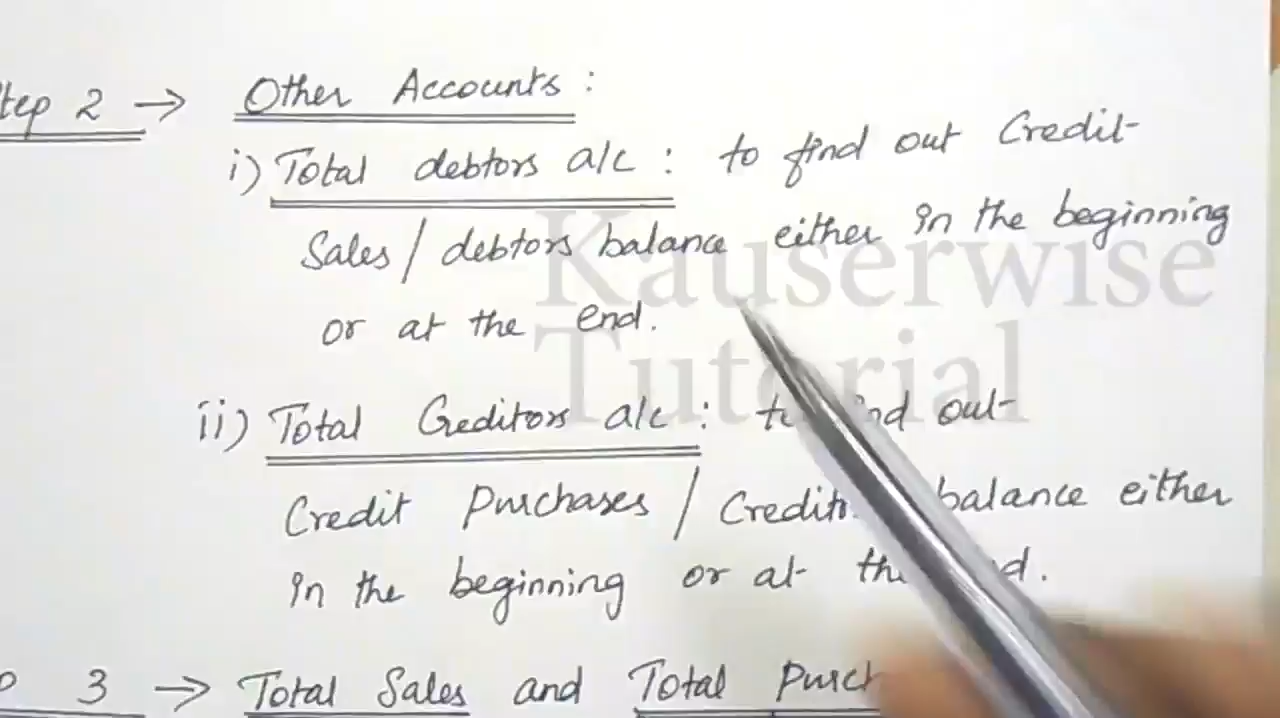 tep 2 → Other Accounts :
i) Total debtors a/c : to find out Credit
Sales / debtors balance either in the beginning
or at the end.
ii) Total Creditors a/c : find out
Credit Purchases / balance either
in the beginning or at
3 → Total Sales and Total
Kauserwise
Tutorial